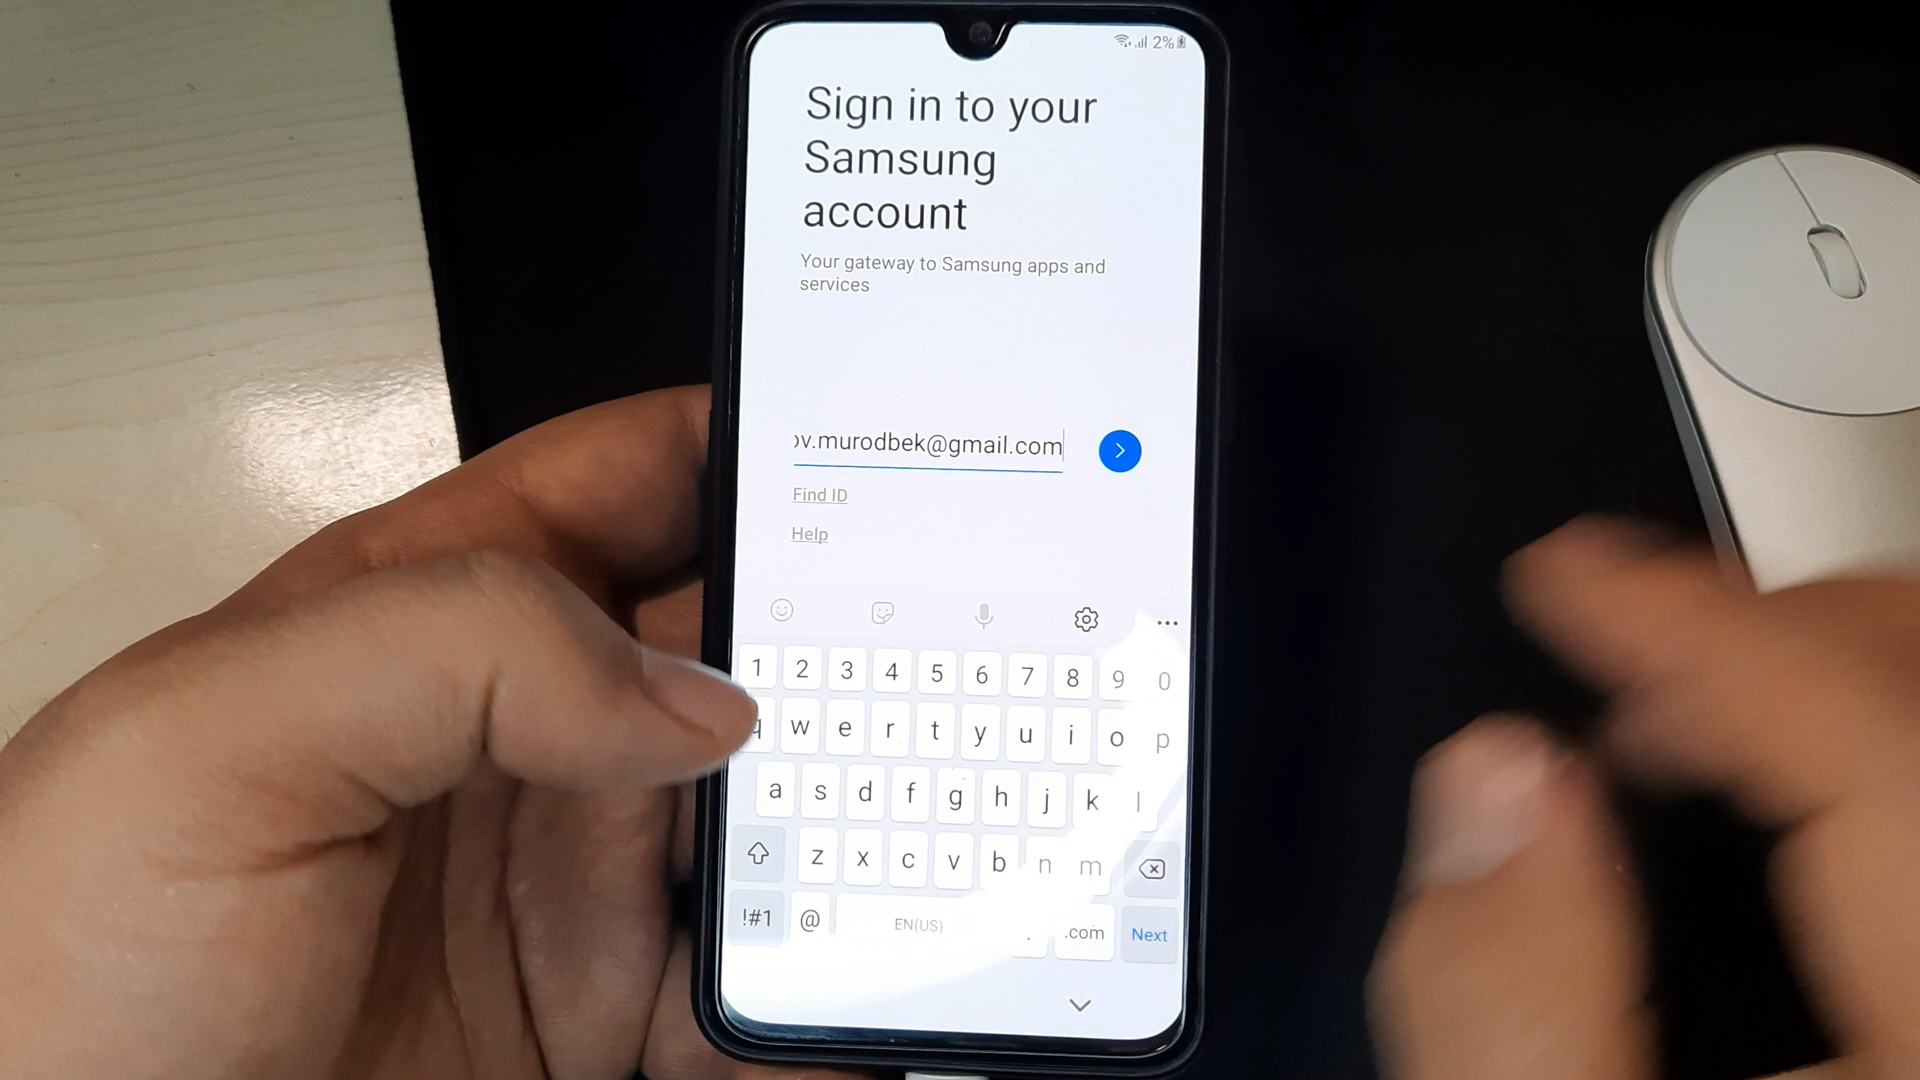 2%
Sign in to your
Samsung
account
Your gateway to Samsung apps and
services
v.murodbek@gmail.com
Find ID
Help
1 2 3 4 5 6 7 8 9 0
q w e r t y u i o p
a s d f g h j k l
z x c v b n m
!#1 @ EN(US) . .com Next